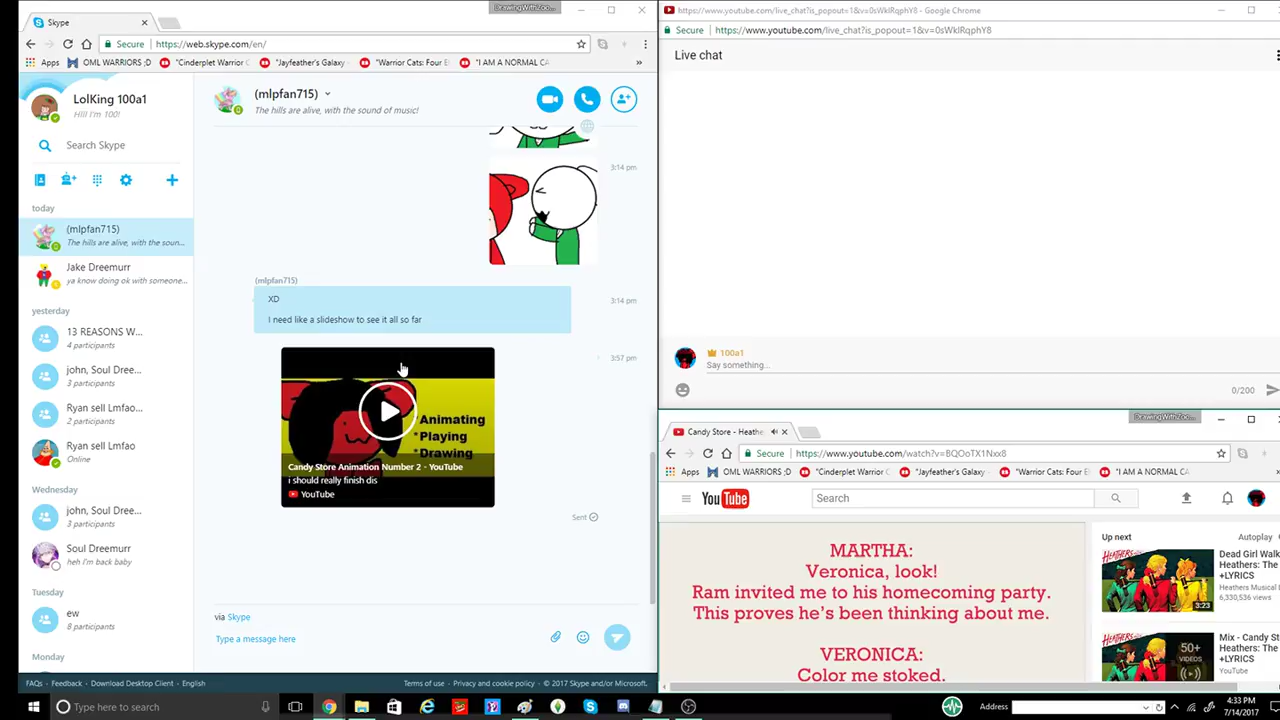 Skype
DrawingWithZoo...
Secure
https://web.skype.com/en/
Apps
OML WARRIORS ;D
"Cinderplet Warrior C
"Jayfeather's Galaxy -
"Warrior Cats: Four E
"I AM A NORMAL CA
»
LolKing 100a1
Hiii I'm 100!
Search Skype
today
(mlpfan715)
The hills are alive, with the soun...
Jake Dreemurr
ya know doing ok with someone...
yesterday
13 REASONS W...
4 participants
john, Soul Dree...
3 participants
Ryan sell Lmfao...
2 participants
Ryan sell Lmfao
Online
Wednesday
john, Soul Dree...
3 participants
Soul Dreemurr
heh I'm back baby
Tuesday
ew
8 participants
Monday
(mlpfan715)
The hills are alive, with the sound of music!
3:14 pm
(mlpfan715)
XD
I need like a slideshow to see it all so far
3:14 pm
3:57 pm
*Animating
*Playing
*Drawing
Candy Store Animation Number 2 - YouTube
i should really finish dis
YouTube
Sent
via Skype
Type a message here
FAQs • Feedback • Download Desktop Client • English
Terms of use • Privacy and cookie policy • © 2017 Skype and/or Microsoft.
https://www.youtube.com/live_chat?is_popout=1&v=0sWkIRqphY8 - Google Chrome
Secure
https://www.youtube.com/live_chat?is_popout=1&v=0sWkIRqphY8
Live chat
100a1
Say something...
0/200
DrawingWithZoo...
Candy Store - Heathe
Secure
https://www.youtube.com/watch?v=BQOoTX1Nxx8
Apps
OML WARRIORS ;D
"Cinderplet Warrior C
"Jayfeather's Galaxy -
"Warrior Cats: Four E
"I AM A NORMAL CA
YouTube
Search
MARTHA:
Veronica, look!
Ram invited me to his homecoming party.
This proves he's been thinking about me.
VERONICA:
Color me stoked.
Up next
Autoplay
HEATHERS
3:23
Dead Girl Walk
Heathers: The
+LYRICS
Heathers Musical
6,330,536 views
HEATHERS
50+
VIDEOS
Mix - Candy St
Heathers: The
+LYRICS
YouTube
Type here to search
Address
4:33 PM
7/14/2017